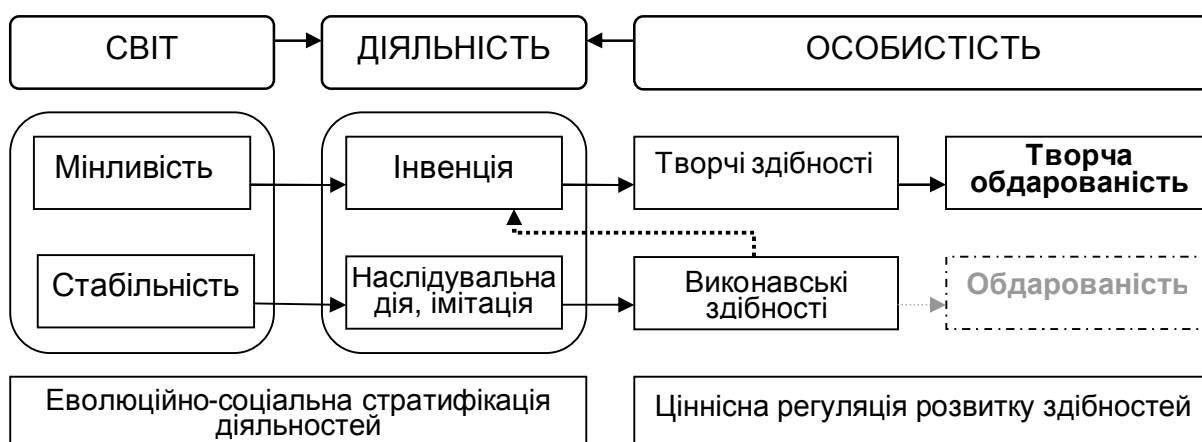 СВІТ
ДІЯЛЬНІСТЬ
ОСОБИСТІСТЬ
Мінливість
Інвенція
Творчі здібності
Творча
обдарованість
Стабільність
Наслідувальна
дія, імітація
Виконавські
здібності
Обдарованість
Еволюційно-соціальна стратифікація
діяльностей
Ціннісна регуляція розвитку здібностей